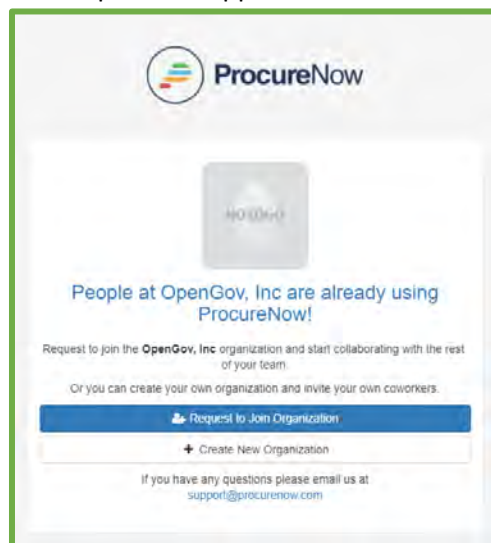 ProcureNow
NO LOGO
People at OpenGov, Inc are already using
ProcureNow!
Request to join the OpenGov, Inc organization and start collaborating with the rest
of your team.
Or you can create your own organization and invite your own coworkers.
Request to Join Organization
+ Create New Organization
If you have any questions please email us at
support@procurenow.com